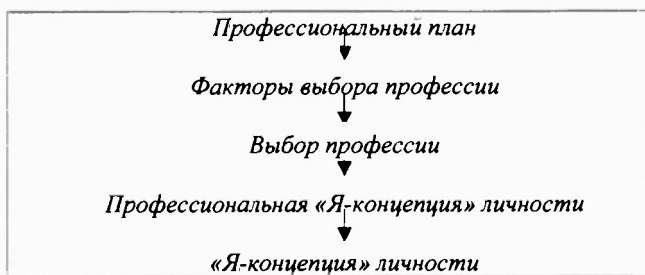 Профессиональный план
Факторы выбора профессии
Выбор профессии
Профессиональная «Я-концепция» личности
«Я-концепция» личности